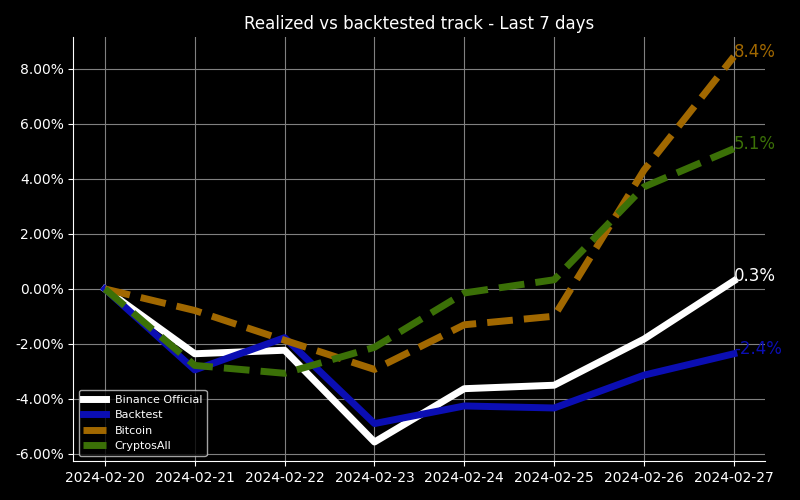 Realized vs backtested track - Last 7 days
8.00%
6.00%
4.00%
2.00%
0.00%
-2.00%
-4.00%
-6.00%
8.4%
5.1%
0.3%
-2.4%
Binance Official
Backtest
Bitcoin
CryptosAll
2024-02-20 2024-02-21 2024-02-22 2024-02-23 2024-02-24 2024-02-25 2024-02-26 2024-02-27